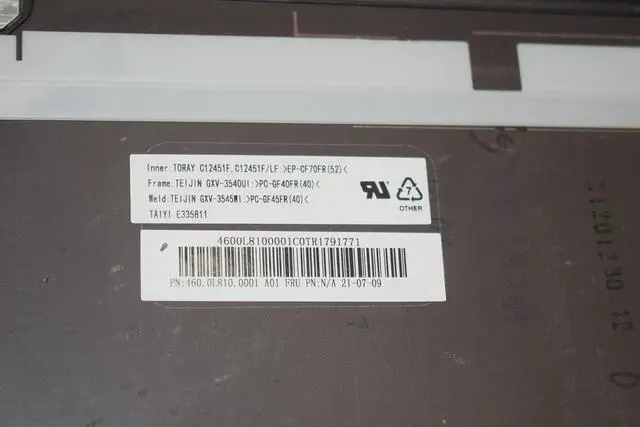 Inner:TORAY C12451F.C12451F/LF:>EP-CF70FR(52)<
Frame:TEIJIN GXV-3540UI:>PC-GF40FR(40)<
Weld:TEIJIN GXV-3545WI:>PC-GF45FR(40)<
TAIYI E335811
7
OTHER
4600L8100001C0TR1791771
PN:460.0L810.0001 A01 FRU PN:N/A 21-07-09